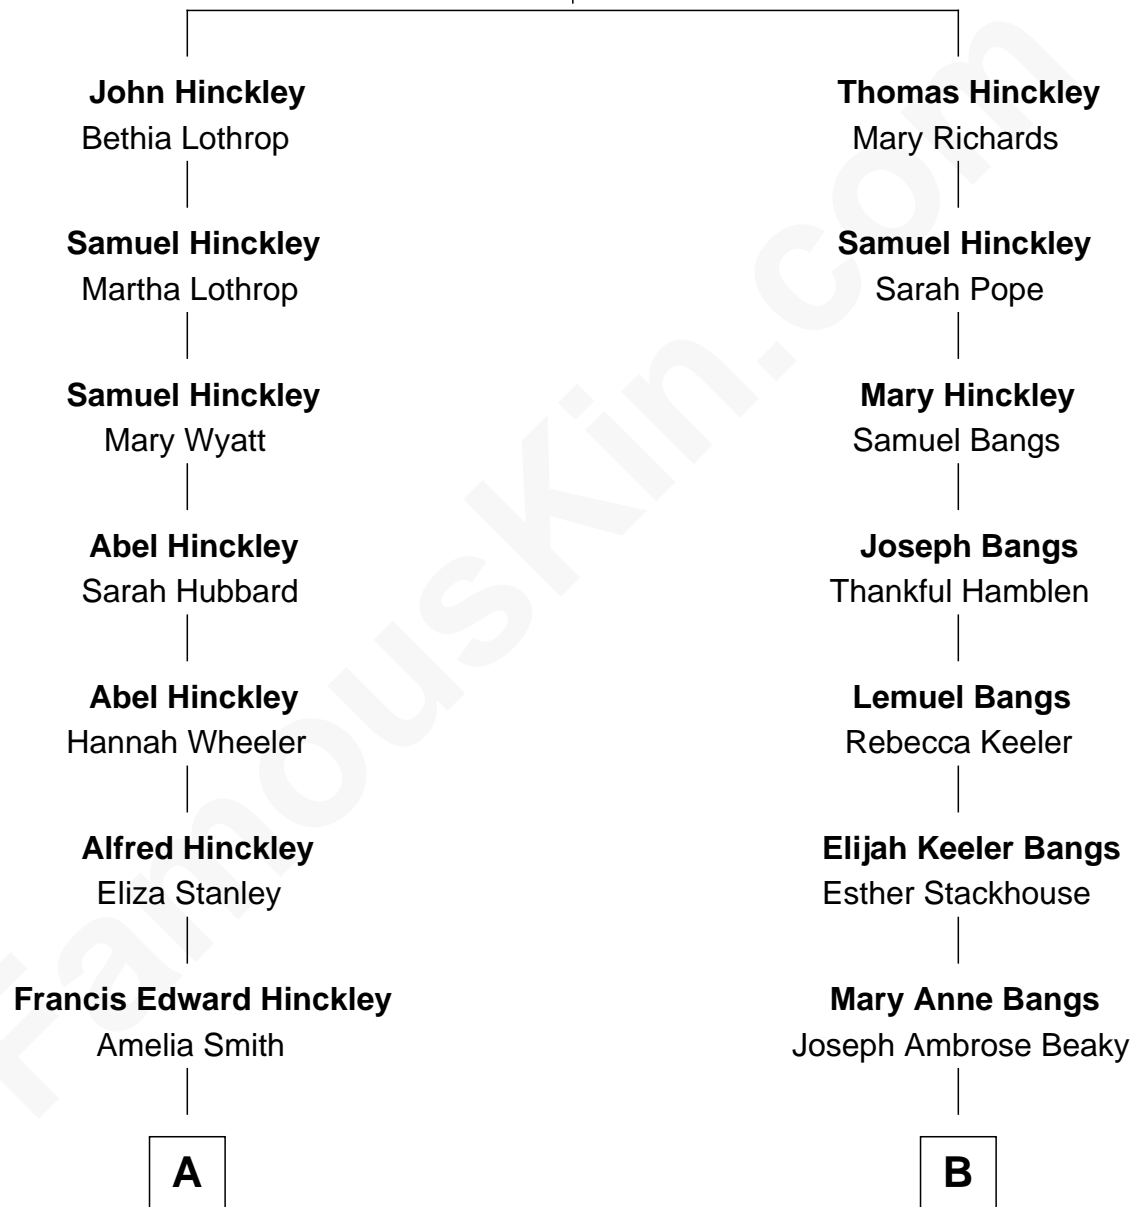 John Hinckley
Bethia Lothrop
Samuel Hinckley
Martha Lothrop
Samuel Hinckley
Mary Wyatt
Abel Hinckley
Sarah Hubbard
Abel Hinckley
Hannah Wheeler
Alfred Hinckley
Eliza Stanley
Francis Edward Hinckley
Amelia Smith
A
Thomas Hinckley
Mary Richards
Samuel Hinckley
Sarah Pope
Mary Hinckley
Samuel Bangs
Joseph Bangs
Thankful Hamblen
Lemuel Bangs
Rebecca Keeler
Elijah Keeler Bangs
Esther Stackhouse
Mary Anne Bangs
Joseph Ambrose Beaky
B
FamousKin.com